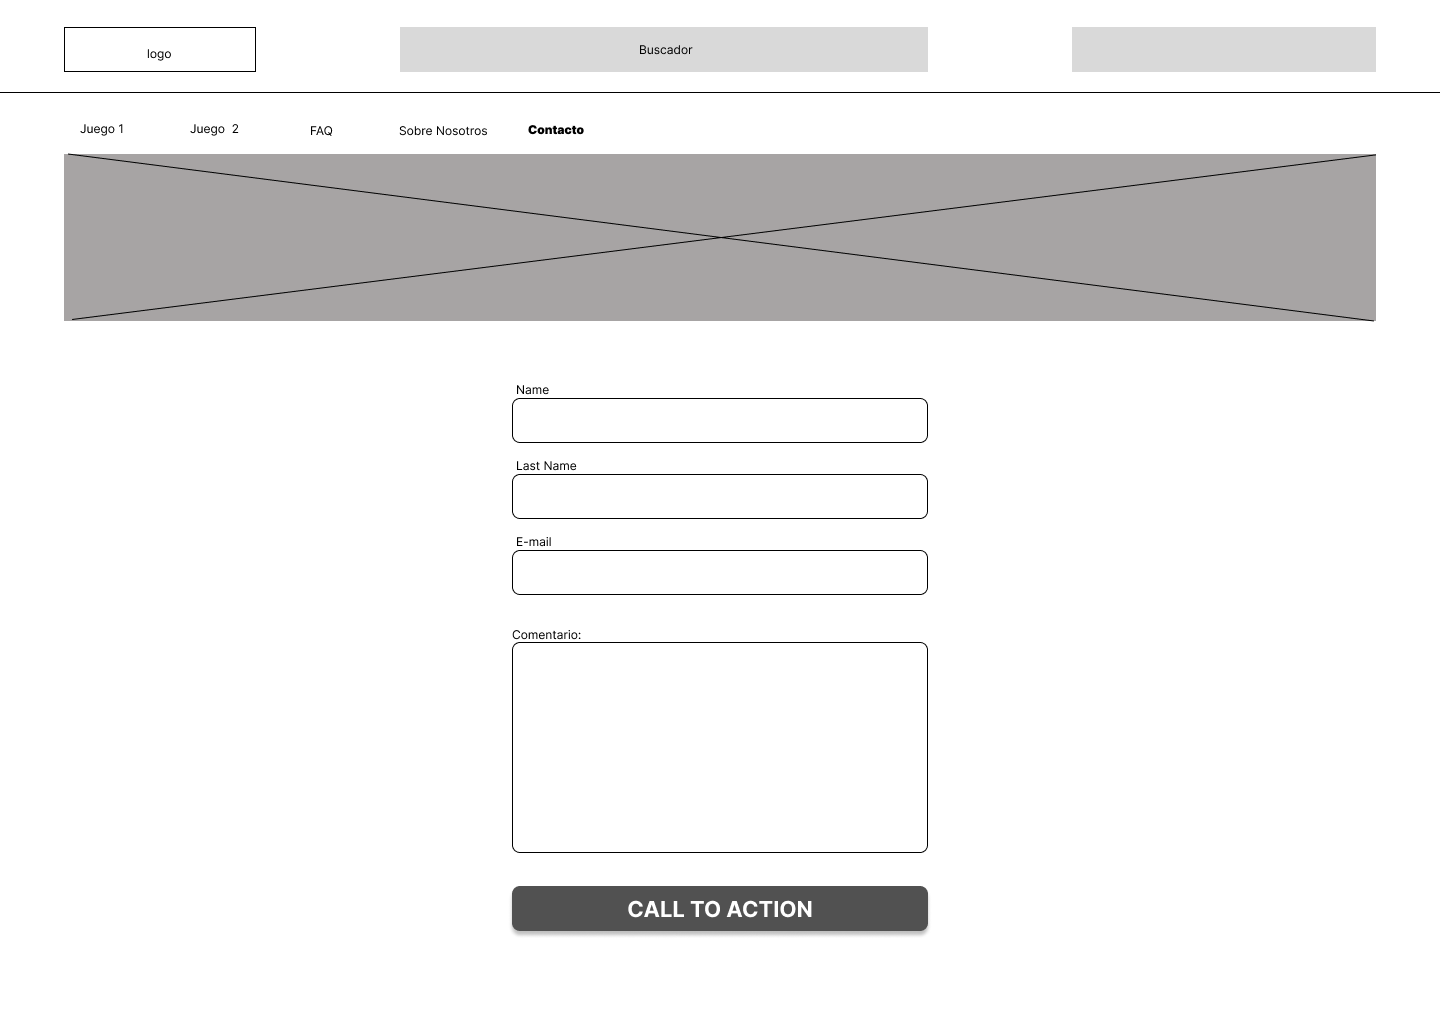 logo
Buscador
Juego 1
Juego  2
FAQ
Sobre Nosotros
Contacto
Name
Last Name
E-mail
Comentario:
CALL TO ACTION